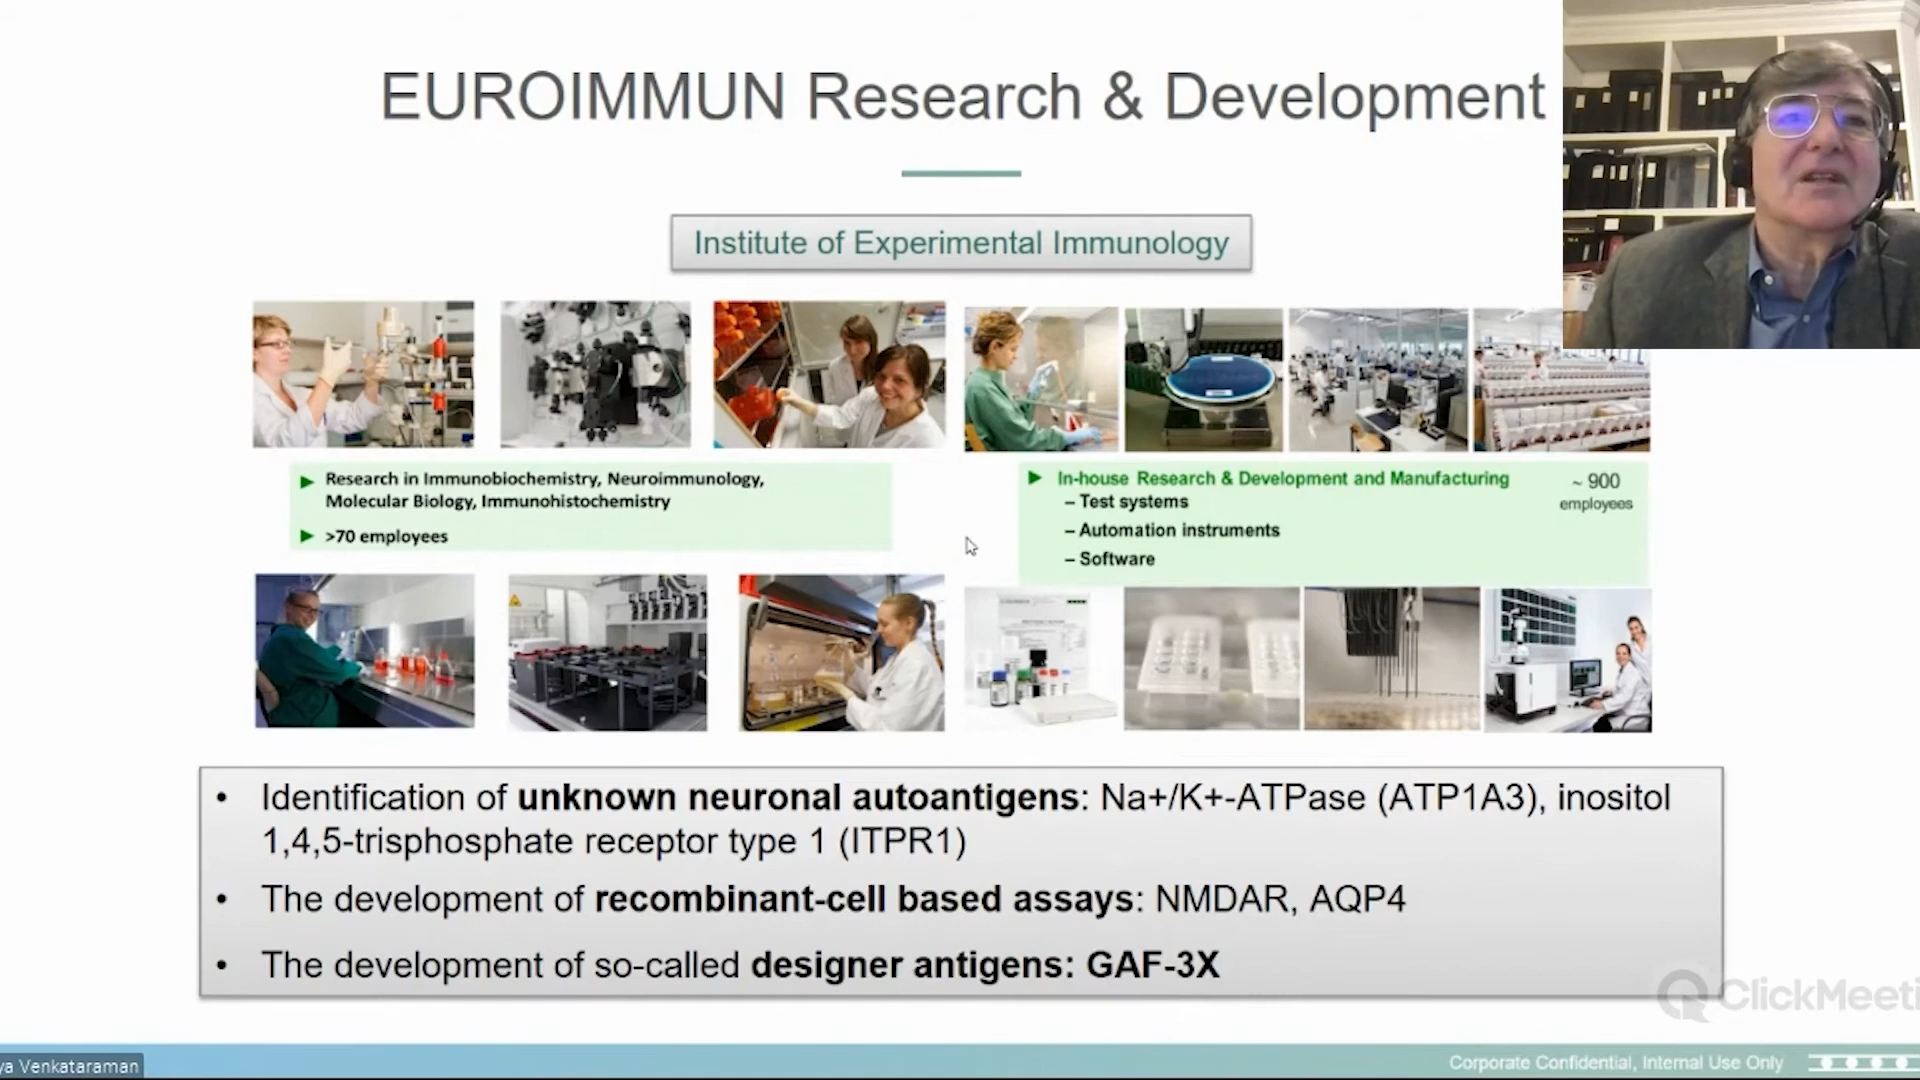 EUROIMMUN Research & Development
Institute of Experimental Immunology
Research in Immunobiochemistry, Neuroimmunology,
Molecular Biology, Immunohistochemistry
>70 employees
In-house Research & Development and Manufacturing
– Test systems
– Automation instruments
– Software
~ 900
employees
• Identification of unknown neuronal autoantigens: Na+/K+-ATPase (ATP1A3), inositol
1,4,5-trisphosphate receptor type 1 (ITPR1)
• The development of recombinant-cell based assays: NMDAR, AQP4
• The development of so-called designer antigens: GAF-3X
ClickMeeti
ya Venkataraman
Corporate Confidential, Internal Use Only